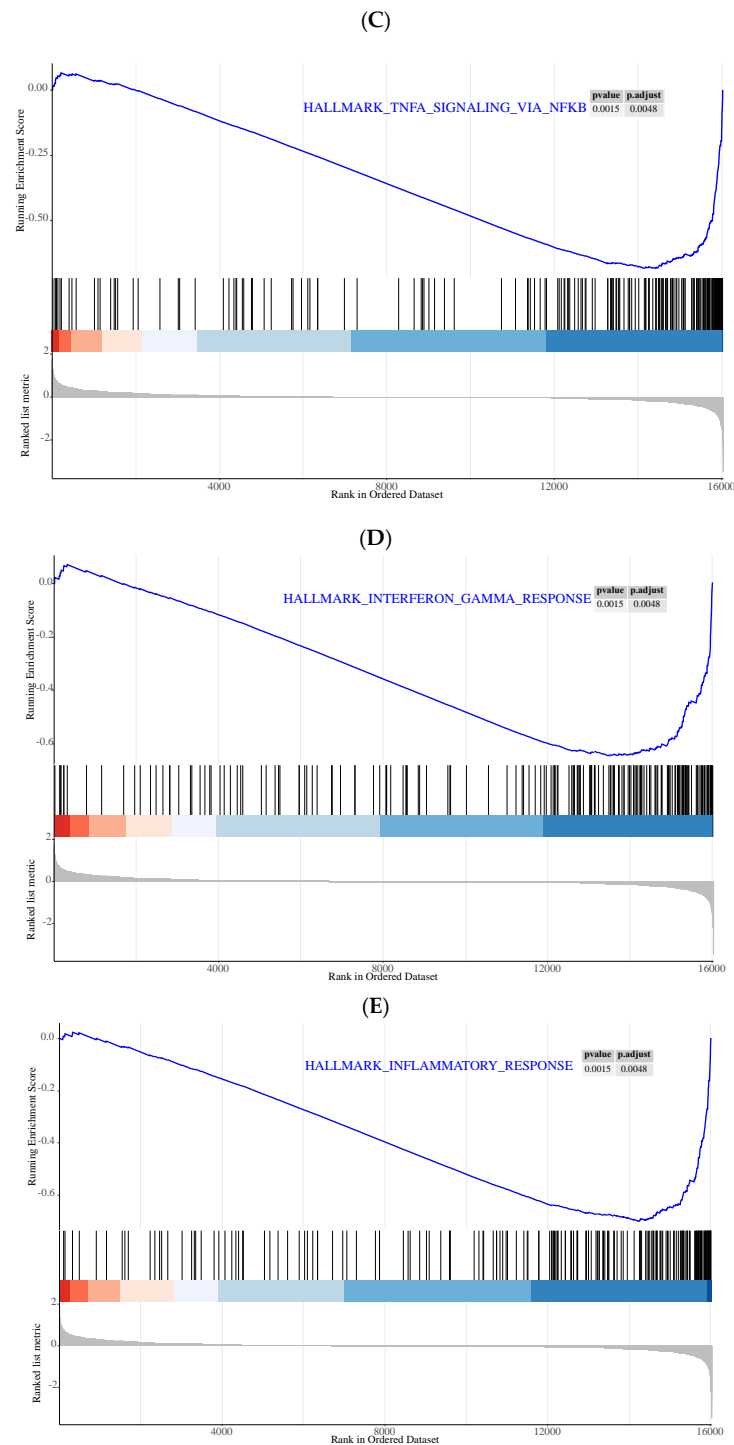 (C)
0.00
-0.25
-0.50
Running Enrichment Score
HALLMARK_TNFA_SIGNALING_VIA_NFKB
pvalue p.adjust
0.0015 0.0048
2
0
-2
Ranked list metric
4000 8000 12000 16000
Rank in Ordered Dataset
(D)
0.0
-0.2
-0.4
-0.6
Running Enrichment Score
HALLMARK_INTERFERON_GAMMA_RESPONSE
pvalue p.adjust
0.0015 0.0048
2
0
-2
Ranked list metric
4000 8000 12000 16000
Rank in Ordered Dataset
(E)
0.0
-0.2
-0.4
-0.6
Running Enrichment Score
HALLMARK_INFLAMMATORY_RESPONSE
pvalue p.adjust
0.0015 0.0048
2
0
-2
Ranked list metric
4000 8000 12000 16000
Rank in Ordered Dataset